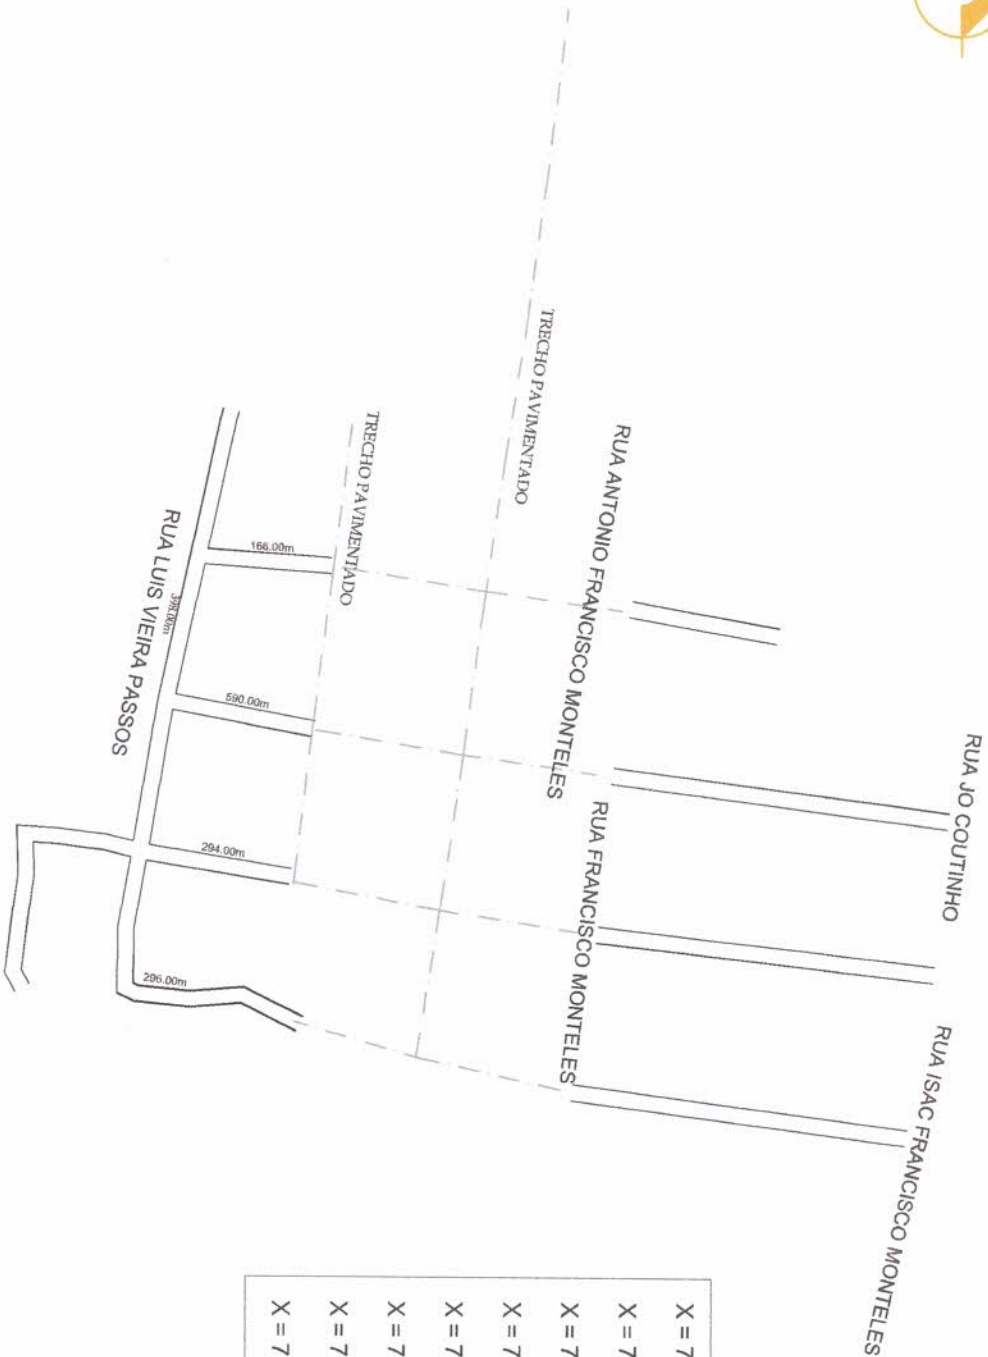 TRECHO PAVIMENTADO
TRECHO PAVIMENTADO
RUA ANTONIO FRANCISCO MONTELES
RUA LUIS VIEIRA PASSOS
398.00m
166.00m
590.00m
294.00m
296.00m
RUA FRANCISCO MONTELES
RUA JO COUTINHO
RUA ISAC FRANCISCO MONTELES
X = 7
X = 7
X = 7
X = 7
X = 7
X = 7
X = 7
X = 7